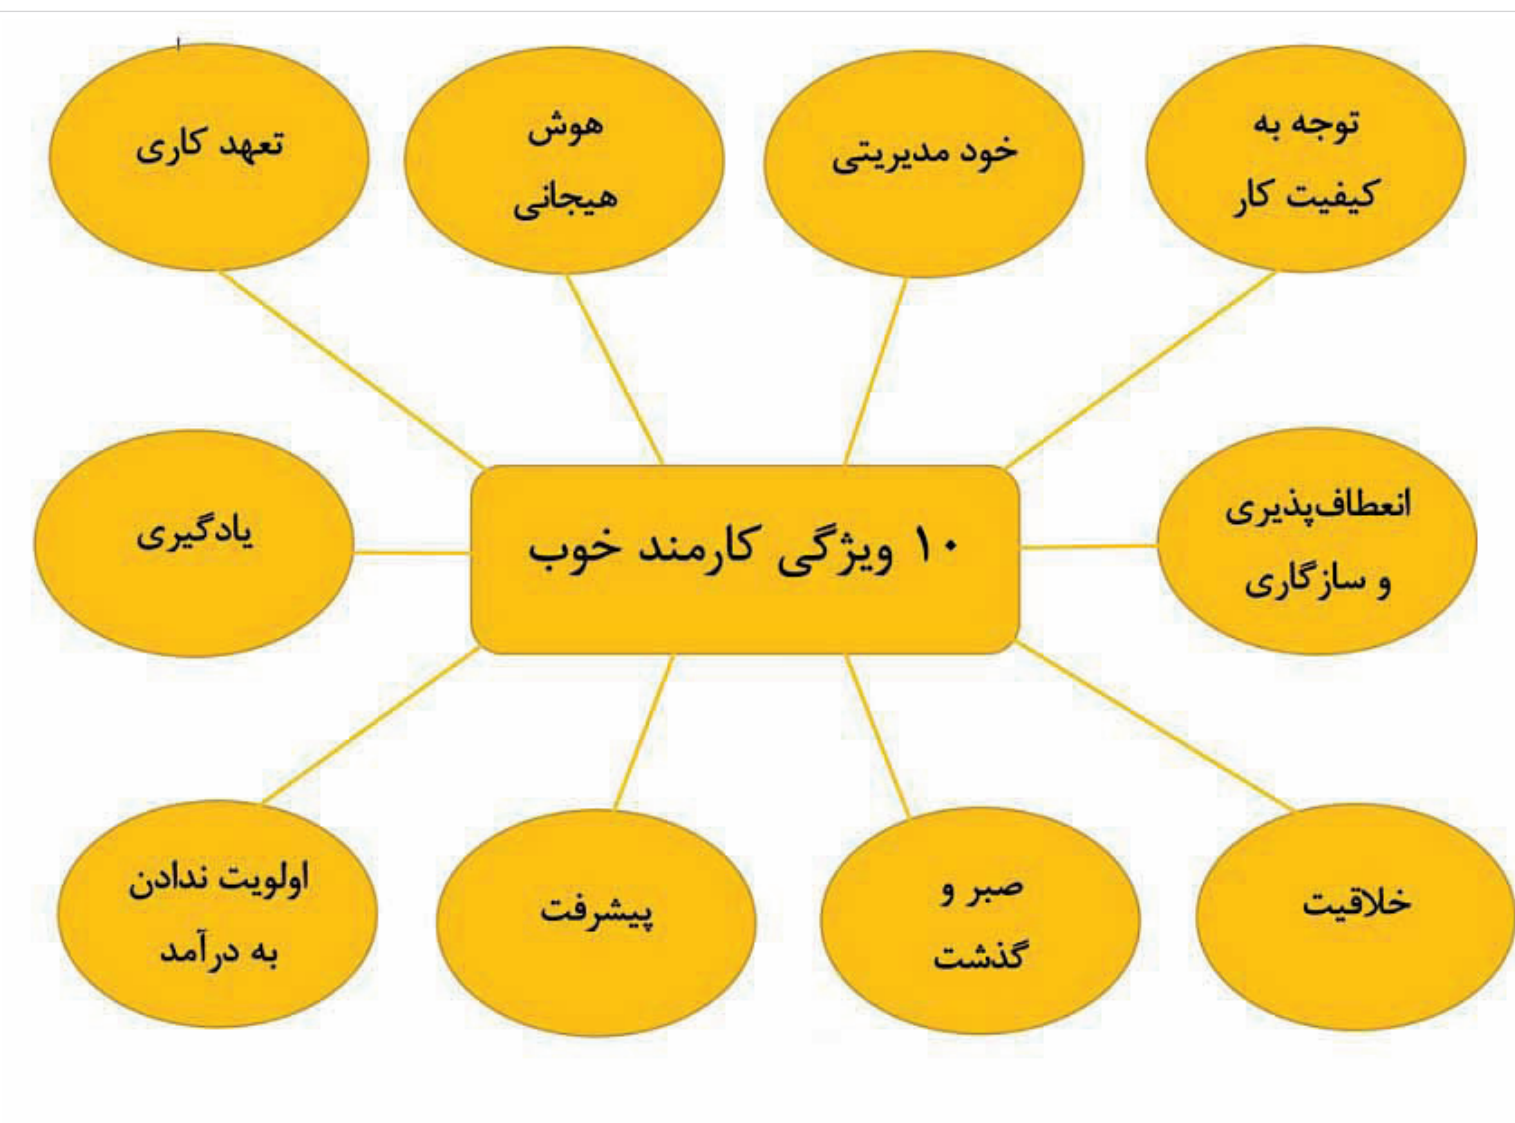 توجه به
کیفیت کار
خود مدیریتی
هوش
هیجانی
تعهد کاری
انعطاف‌پذیری
و سازگاری
۱۰ ویژگی کارمند خوب
یادگیری
خلاقیت
صبر و
گذشت
پیشرفت
اولویت ندادن
به درآمد